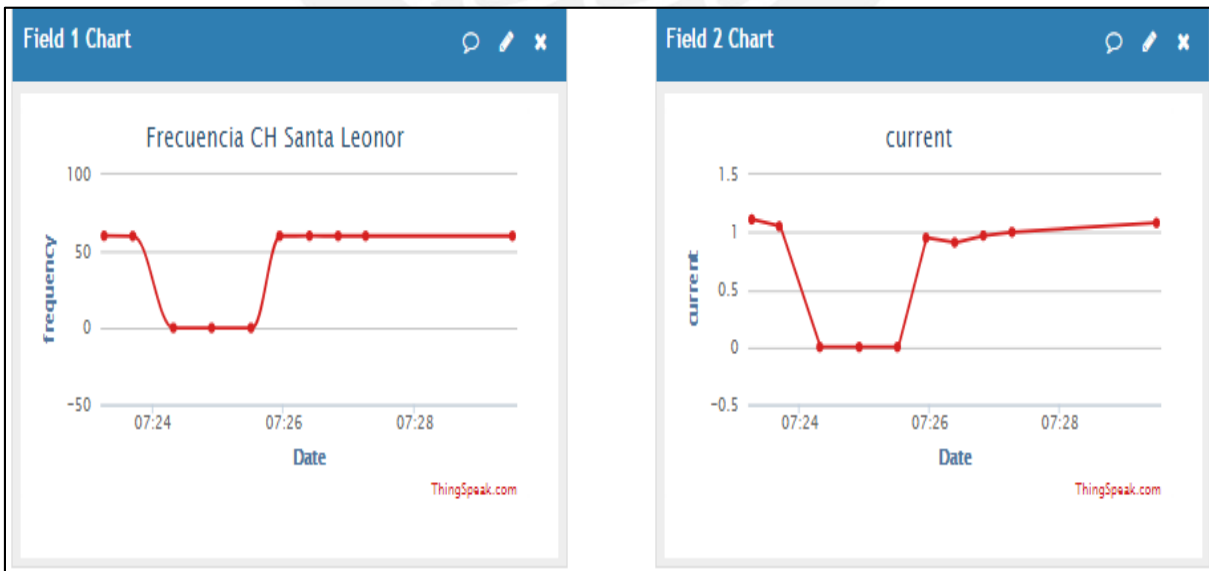 Field 1 Chart
Frecuencia CH Santa Leonor
100
50
0
-50
frequency
07:24 07:26 07:28
Date
ThingSpeak.com
Field 2 Chart
current
1.5
1
0.5
0
-0.5
current
07:24 07:26 07:28
Date
ThingSpeak.com